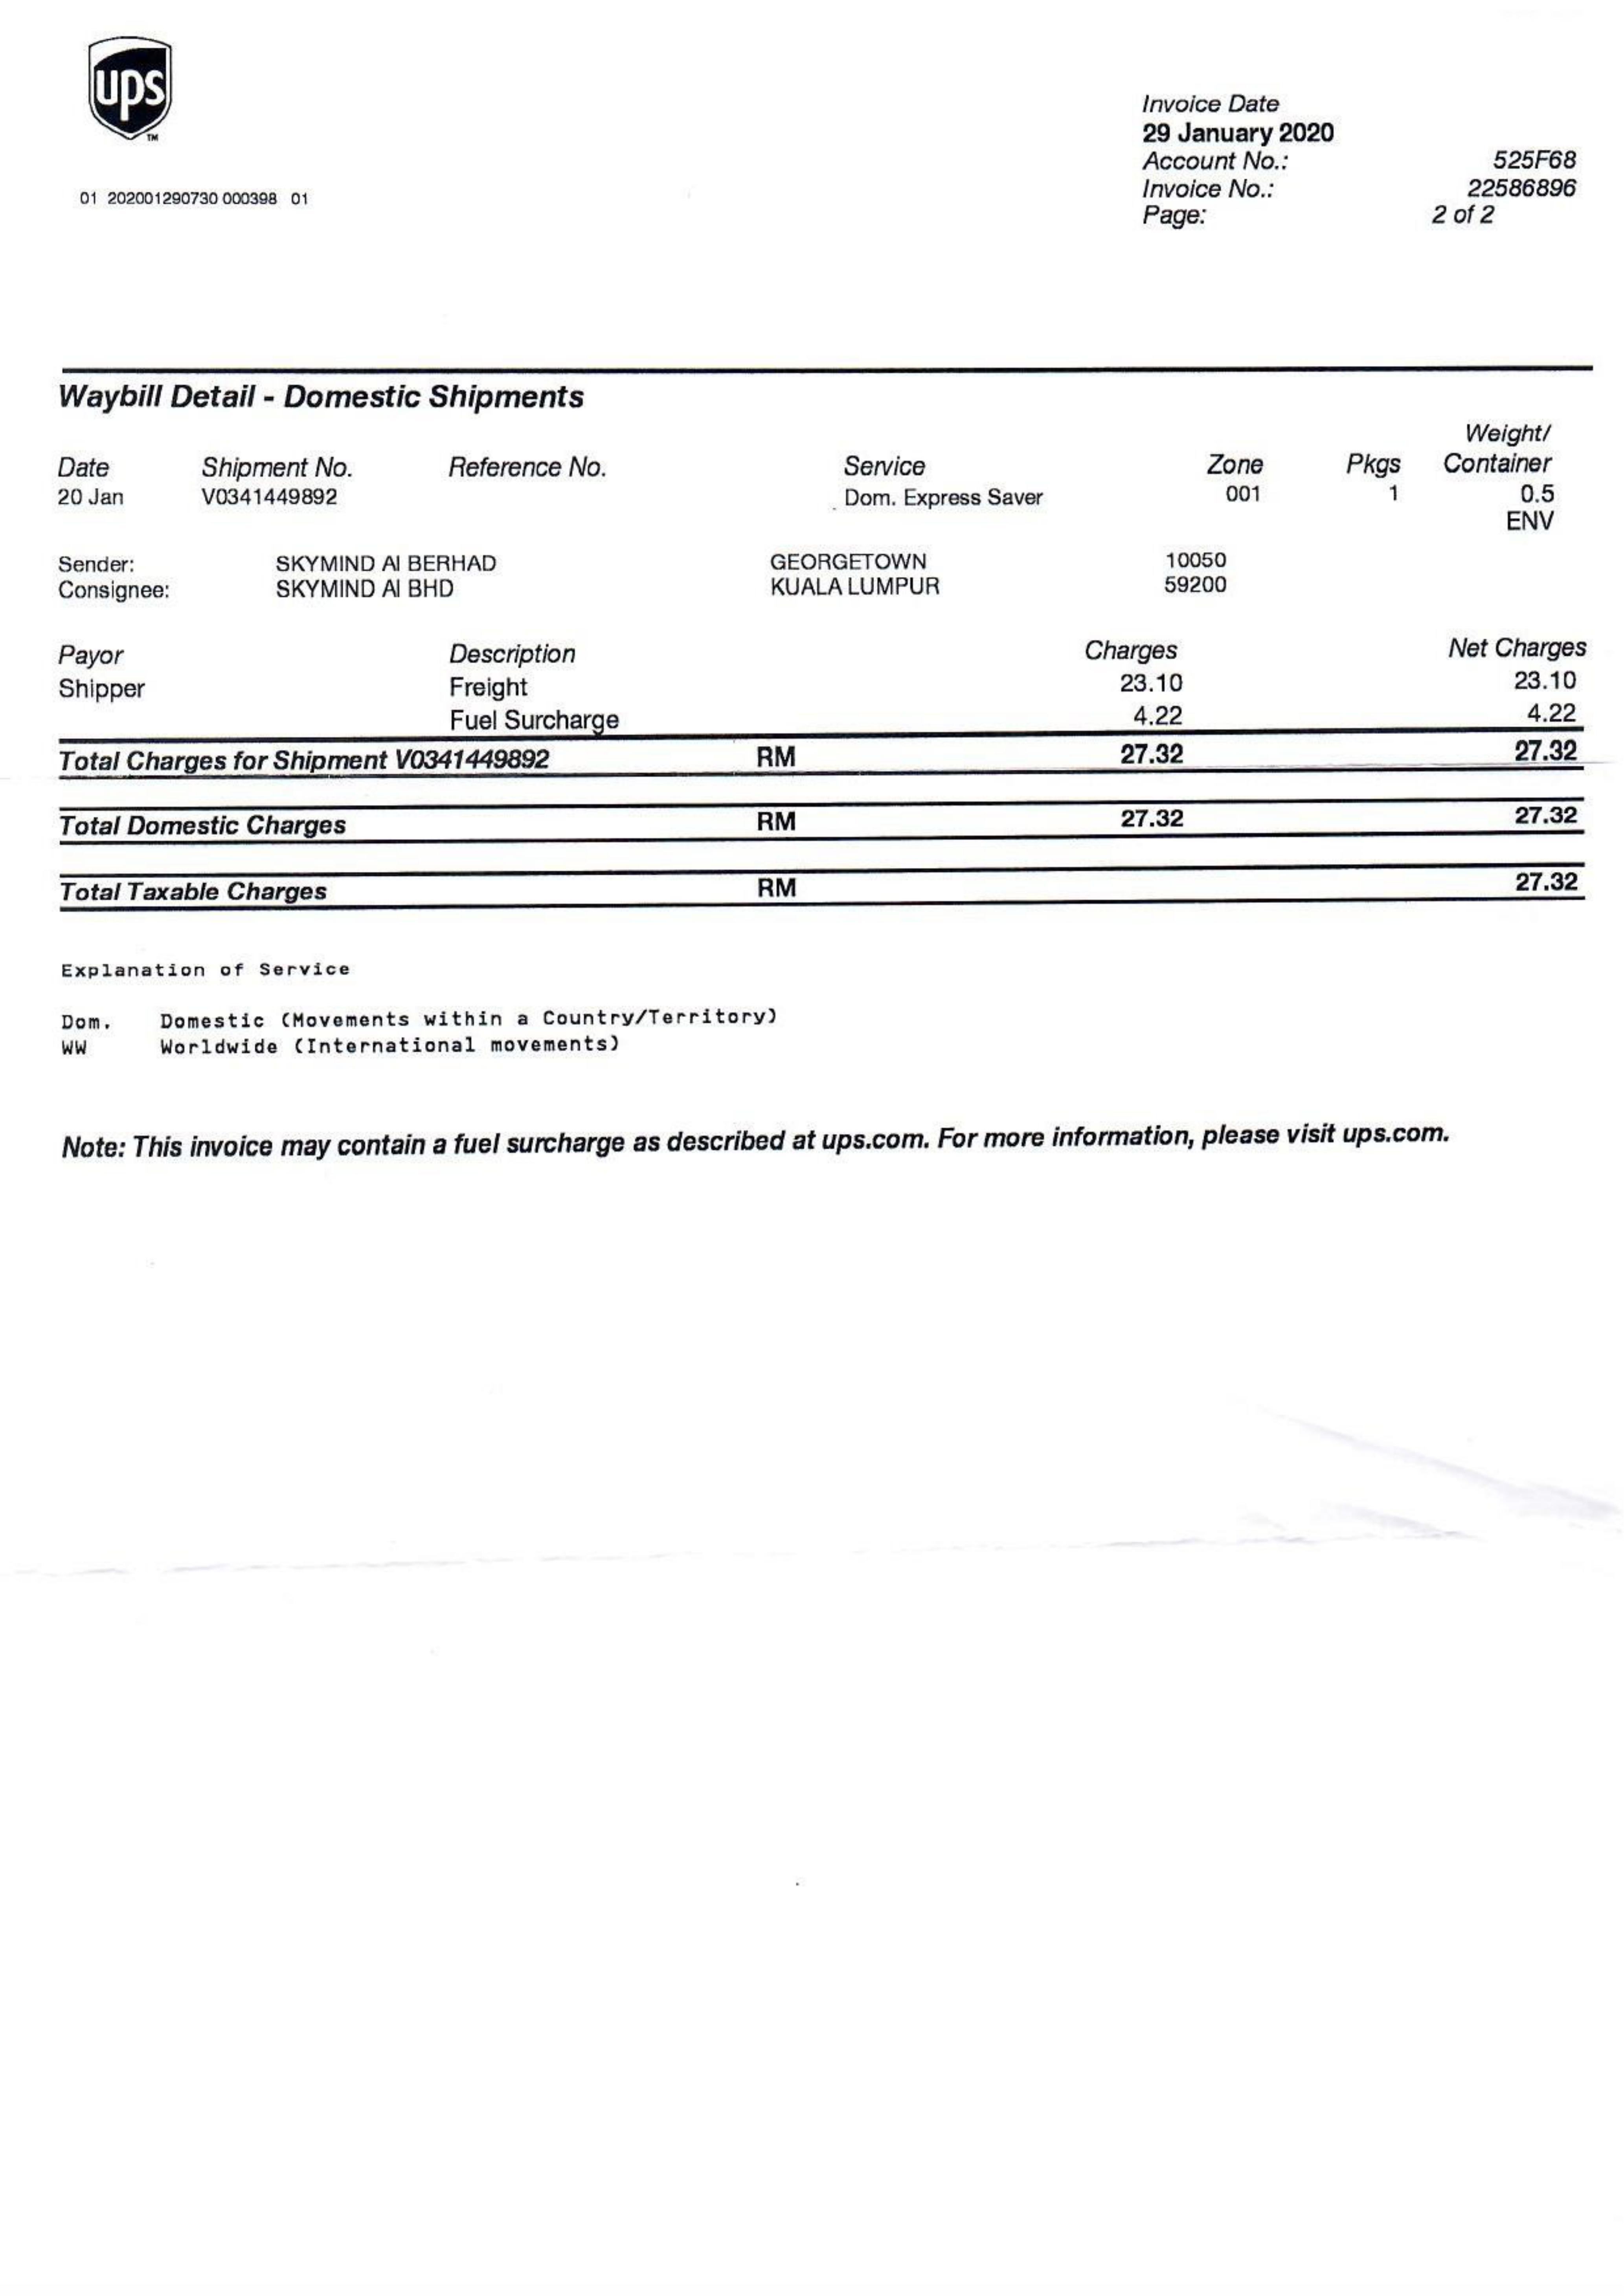 ups
TM
Invoice Date
29 January 2020
Account No.: 525F68
Invoice No.: 22586896
Page: 2 of 2
01 202001290730 000398 01
Waybill Detail - Domestic Shipments
Weight/
Date Shipment No. Reference No. Service Zone Pkgs Container
20 Jan V0341449892 Dom. Express Saver 001 1 0.5
ENV
Sender: SKYMIND AI BERHAD GEORGETOWN 10050
Consignee: SKYMIND AI BHD KUALA LUMPUR 59200
Payor Description Charges Net Charges
Shipper Freight 23.10 23.10
Fuel Surcharge 4.22 4.22
Total Charges for Shipment V0341449892 RM 27.32 27.32
Total Domestic Charges RM 27.32 27.32
Total Taxable Charges RM 27.32
Explanation of Service
Dom. Domestic (Movements within a Country/Territory)
WW Worldwide (International movements)
Note: This invoice may contain a fuel surcharge as described at ups.com. For more information, please visit ups.com.